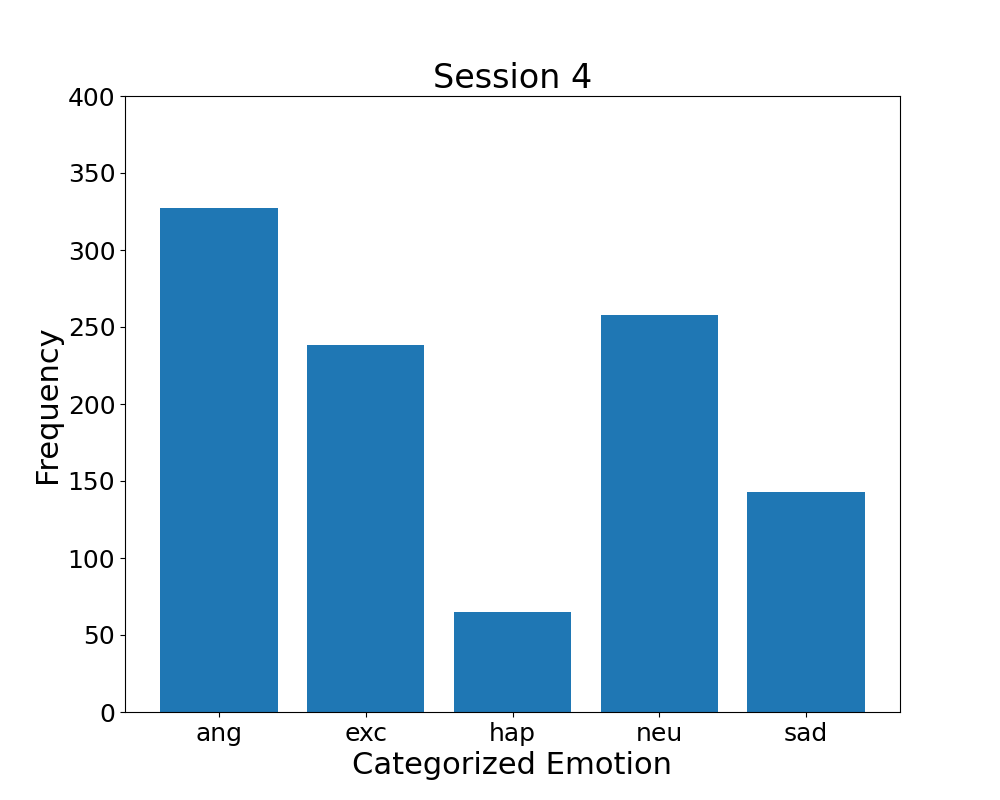 Session 4
400
350
300
250
200
150
100
50
0
Frequency
ang exc hap neu sad
Categorized Emotion